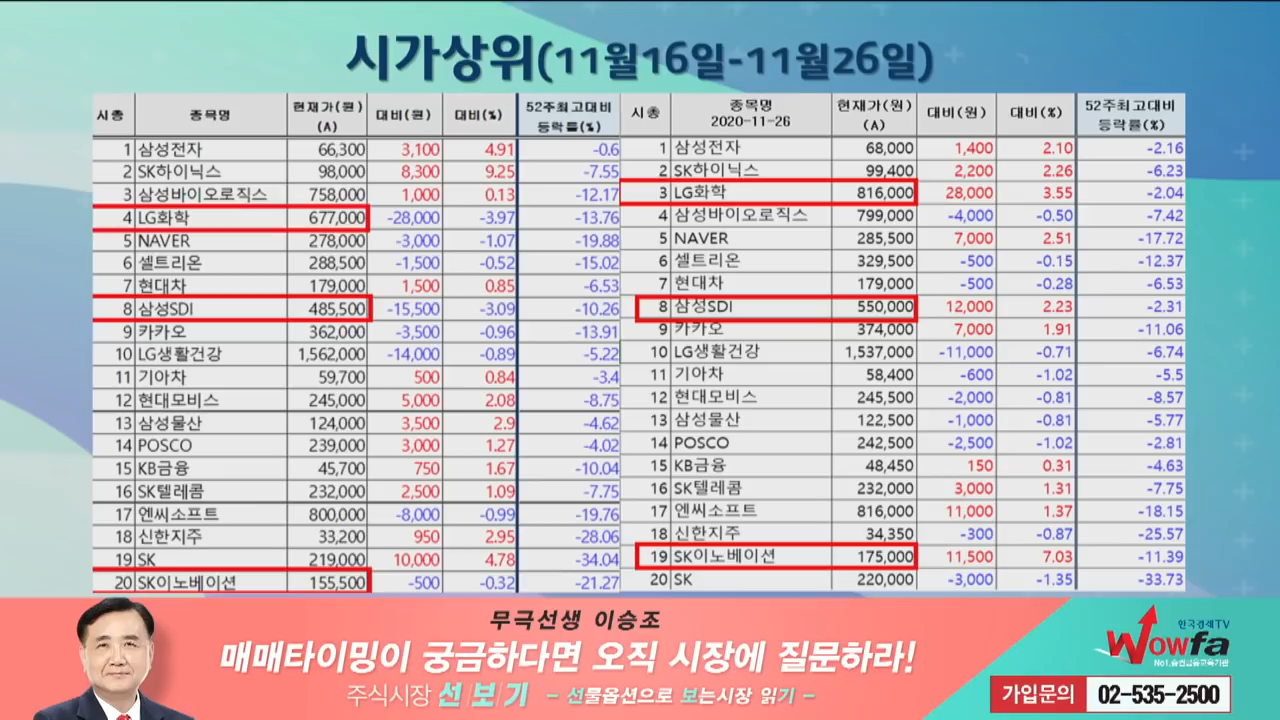 시가상위(11월16일-11월26일)
시총 종목명 현재가(원) (A) 대비(원) 대비(%) 52주최고대비 등락률(%)
1 삼성전자 66,300 3,100 4.91 -0.6
2 SK하이닉스 98,000 8,300 9.25 -7.55
3 삼성바이오로직스 758,000 1,000 0.13 -12.17
4 LG화학 677,000 -28,000 -3.97 -13.76
5 NAVER 278,000 -3,000 -1.07 -19.88
6 셀트리온 288,500 -1,500 -0.52 -15.02
7 현대차 179,000 1,500 0.85 -6.53
8 삼성SDI 485,500 -15,500 -3.09 -10.26
9 카카오 362,000 -3,500 -0.96 -13.91
10 LG생활건강 1,562,000 -14,000 -0.89 -5.22
11 기아차 59,700 500 0.84 -3.4
12 현대모비스 245,000 5,000 2.08 -8.75
13 삼성물산 124,000 3,500 2.9 -4.62
14 POSCO 239,000 3,000 1.27 -4.02
15 KB금융 45,700 750 1.67 -10.04
16 SK텔레콤 232,000 2,500 1.09 -7.75
17 엔씨소프트 800,000 -8,000 -0.99 -19.76
18 신한지주 33,200 950 2.95 -28.06
19 SK 219,000 10,000 4.78 -34.04
20 SK이노베이션 155,500 -500 -0.32 -21.27
시총 종목명 2020-11-26 현재가(원) (A) 대비(원) 대비(%) 52주최고대비 등락률(%)
1 삼성전자 68,000 1,400 2.10 -2.16
2 SK하이닉스 99,400 2,200 2.26 -6.23
3 LG화학 816,000 28,000 3.55 -2.04
4 삼성바이오로직스 799,000 -4,000 -0.50 -7.42
5 NAVER 285,500 7,000 2.51 -17.72
6 셀트리온 329,500 -500 -0.15 -12.37
7 현대차 179,000 -500 -0.28 -6.53
8 삼성SDI 550,000 12,000 2.23 -2.31
9 카카오 374,000 7,000 1.91 -11.06
10 LG생활건강 1,537,000 -11,000 -0.71 -6.74
11 기아차 58,400 -600 -1.02 -5.5
12 현대모비스 245,500 -2,000 -0.81 -8.57
13 삼성물산 122,500 -1,000 -0.81 -5.77
14 POSCO 242,500 -2,500 -1.02 -2.81
15 KB금융 48,450 150 0.31 -4.63
16 SK텔레콤 232,000 3,000 1.31 -7.75
17 엔씨소프트 816,000 11,000 1.37 -18.15
18 신한지주 34,350 -300 -0.87 -25.57
19 SK이노베이션 175,000 11,500 7.03 -11.39
20 SK 220,000 -3,000 -1.35 -33.73
무극선생 이승조
매매타이밍이 궁금하다면 오직 시장에 질문하라!
주식시장 선/보/기 - 선물옵션으로 보는시장 읽기 -
한국경제TV
Wowfa
No1.증권금융교육기관
가입문의 02-535-2500